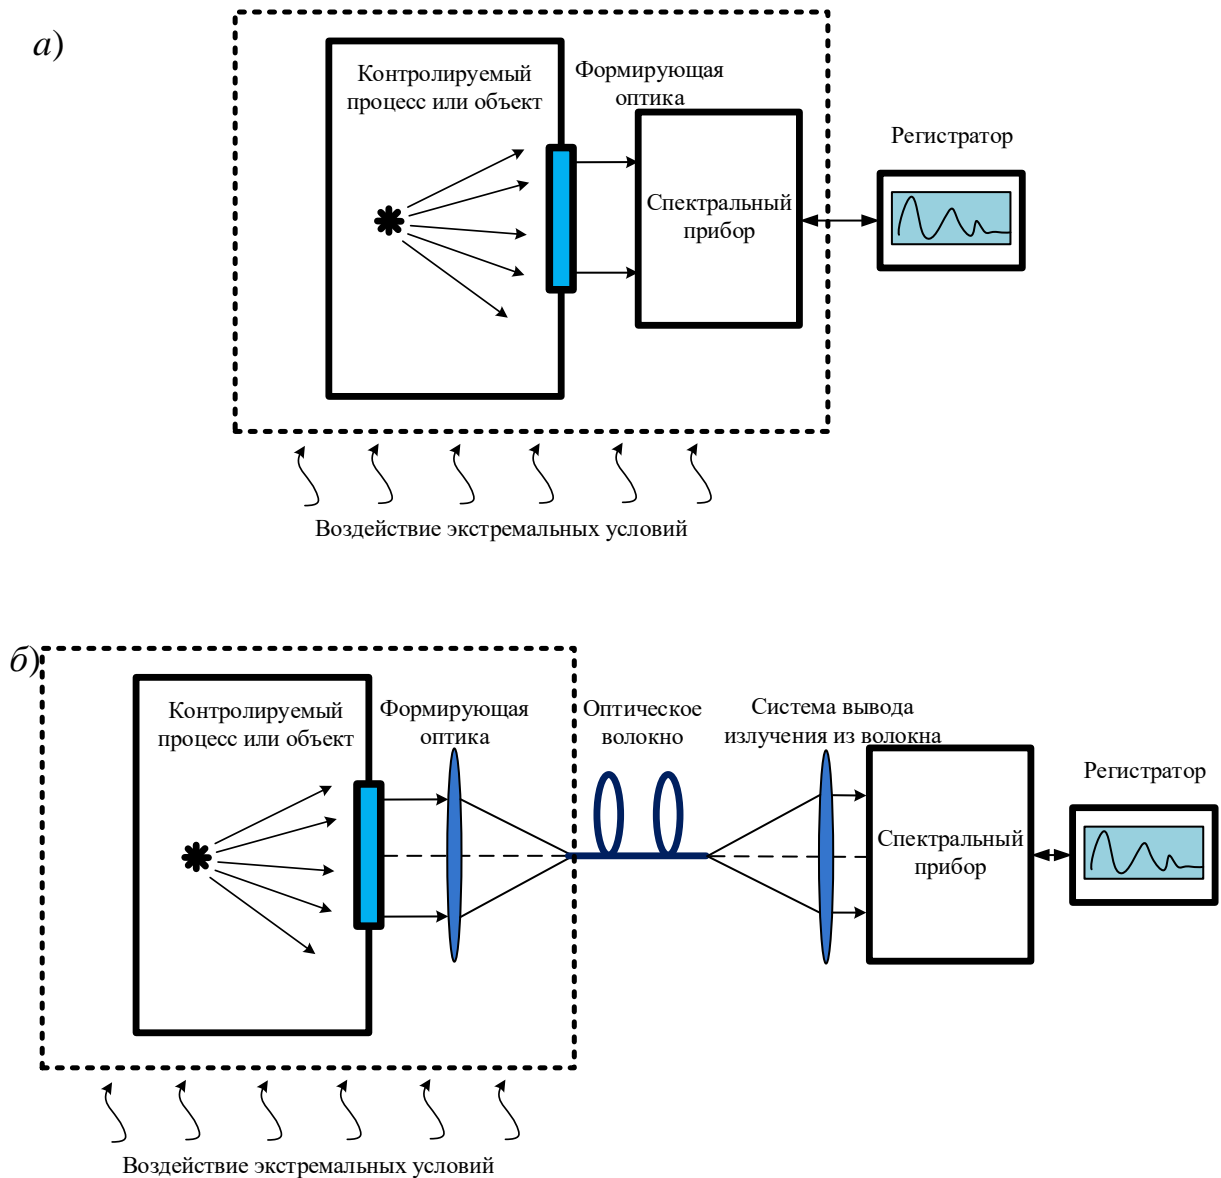 а)
Контролируемый
процесс или объект
Формирующая
оптика
Спектральный
прибор
Регистратор
Воздействие экстремальных условий
б)
Контролируемый
процесс или объект
Формирующая
оптика
Оптическое
волокно
Система вывода
излучения из волокна
Спектральный
прибор
Регистратор
Воздействие экстремальных условий